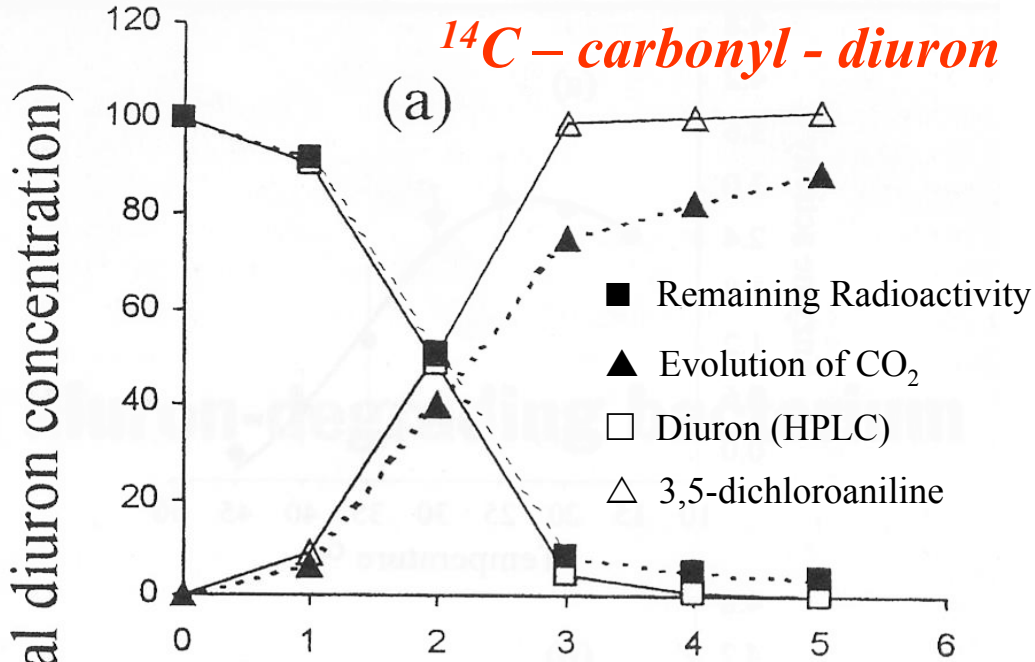 ¹⁴C – carbonyl - diuron
(a)
al diuron concentration)
120
100
80
60
40
20
0
0 1 2 3 4 5 6
Remaining Radioactivity
Evolution of CO₂
Diuron (HPLC)
3,5-dichloroaniline